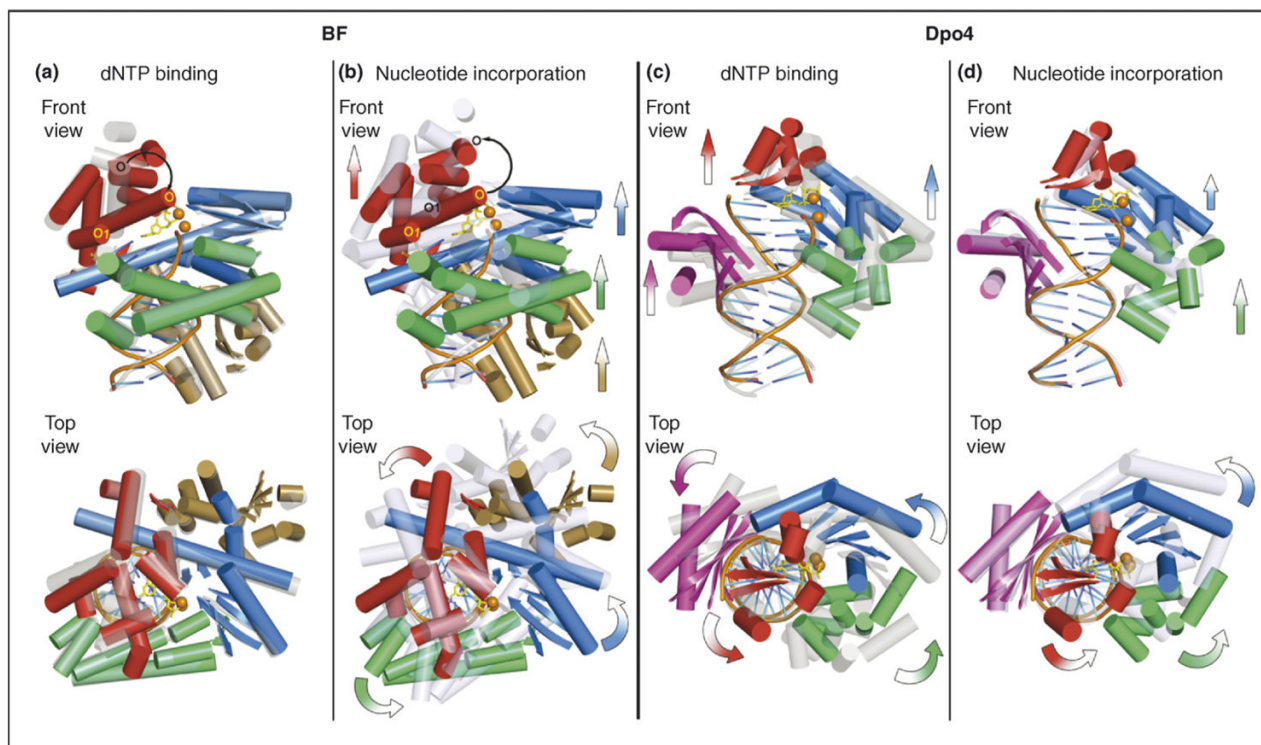 BF
Dpo4
(a) dNTP binding
Front
view
O
O
O1
Top
view
(b) Nucleotide incorporation
Front
view
O
O
O1
O1
Top
view
(c) dNTP binding
Front
view
Top
view
(d) Nucleotide incorporation
Front
view
Top
view